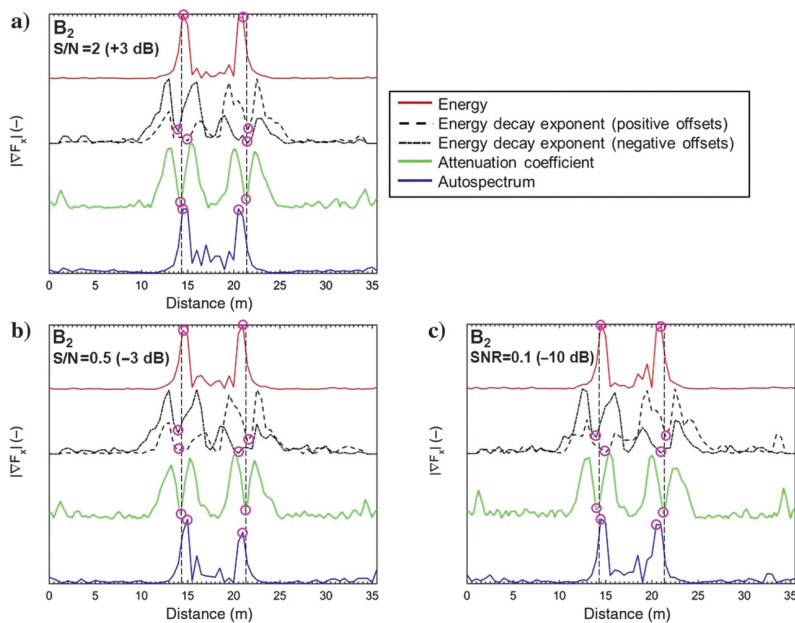 a)
B2
S/N =2 (+3 dB)
|∇Fx| (–)
0 5 10 15 20 25 30 35
Distance (m)
Energy
Energy decay exponent (positive offsets)
Energy decay exponent (negative offsets)
Attenuation coefficient
Autospectrum
b)
B2
S/N=0.5 (–3 dB)
|∇Fx| (–)
0 5 10 15 20 25 30 35
Distance (m)
c)
B2
SNR=0.1 (–10 dB)
|∇Fx| (–)
0 5 10 15 20 25 30 35
Distance (m)